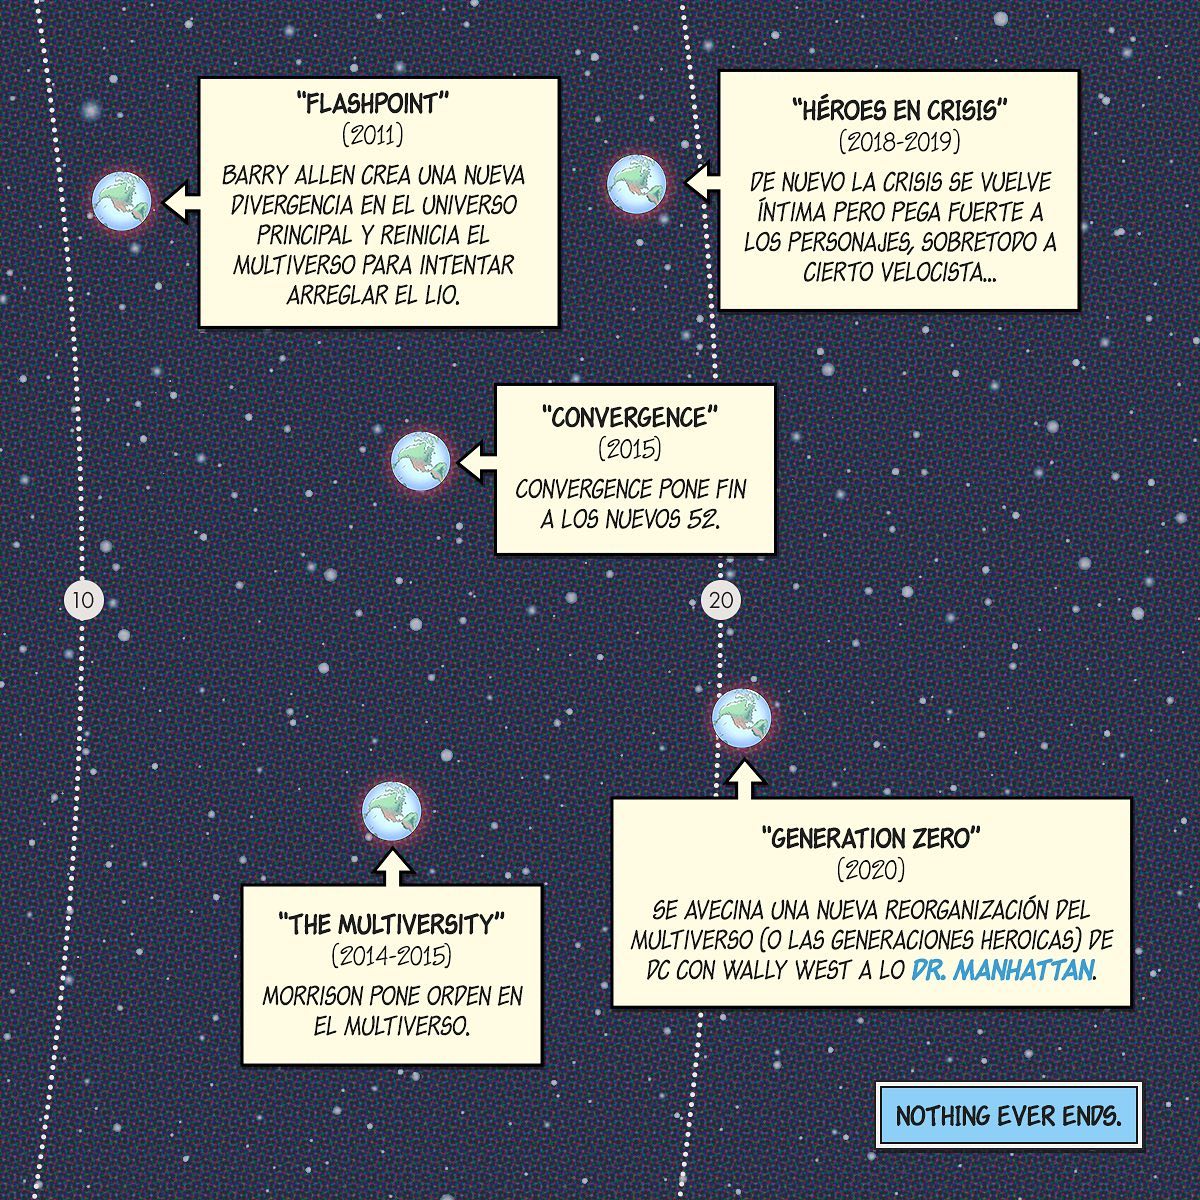 "FLASHPOINT"
(2011)
BARRY ALLEN CREA UNA NUEVA
DIVERGENCIA EN EL UNIVERSO
PRINCIPAL Y REINICIA EL
MULTIVERSO PARA INTENTAR
ARREGLAR EL LIO.
"HÉROES EN CRISIS"
(2018-2019)
DE NUEVO LA CRISIS SE VUELVE
ÍNTIMA PERO PEGA FUERTE A
LOS PERSONAJES, SOBRETODO A
CIERTO VELOCISTA...
"CONVERGENCE"
(2015)
CONVERGENCE PONE FIN
A LOS NUEVOS 52.
10
20
"THE MULTIVERSITY"
(2014-2015)
MORRISON PONE ORDEN EN
EL MULTIVERSO.
"GENERATION ZERO"
(2020)
SE AVECINA UNA NUEVA REORGANIZACIÓN DEL
MULTIVERSO (O LAS GENERACIONES HEROICAS) DE
DC CON WALLY WEST A LO DR. MANHATTAN.
NOTHING EVER ENDS.